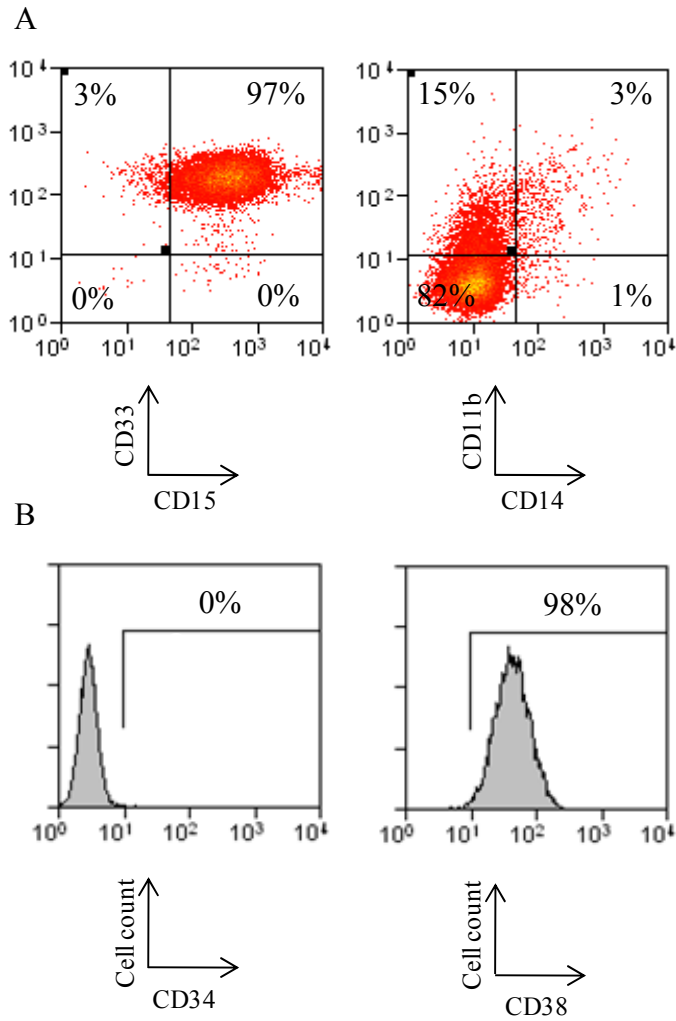 A
10⁴ 3% 97%
10³
10²
10¹
10⁰ 0% 0%
10⁰ 10¹ 10² 10³ 10⁴
CD33
CD15
10⁴ 15% 3%
10³
10²
10¹
10⁰ 82% 1%
10⁰ 10¹ 10² 10³ 10⁴
CD11b
CD14
B
0%
10⁰ 10¹ 10² 10³ 10⁴
Cell count
CD34
98%
10⁰ 10¹ 10² 10³ 10⁴
Cell count
CD38